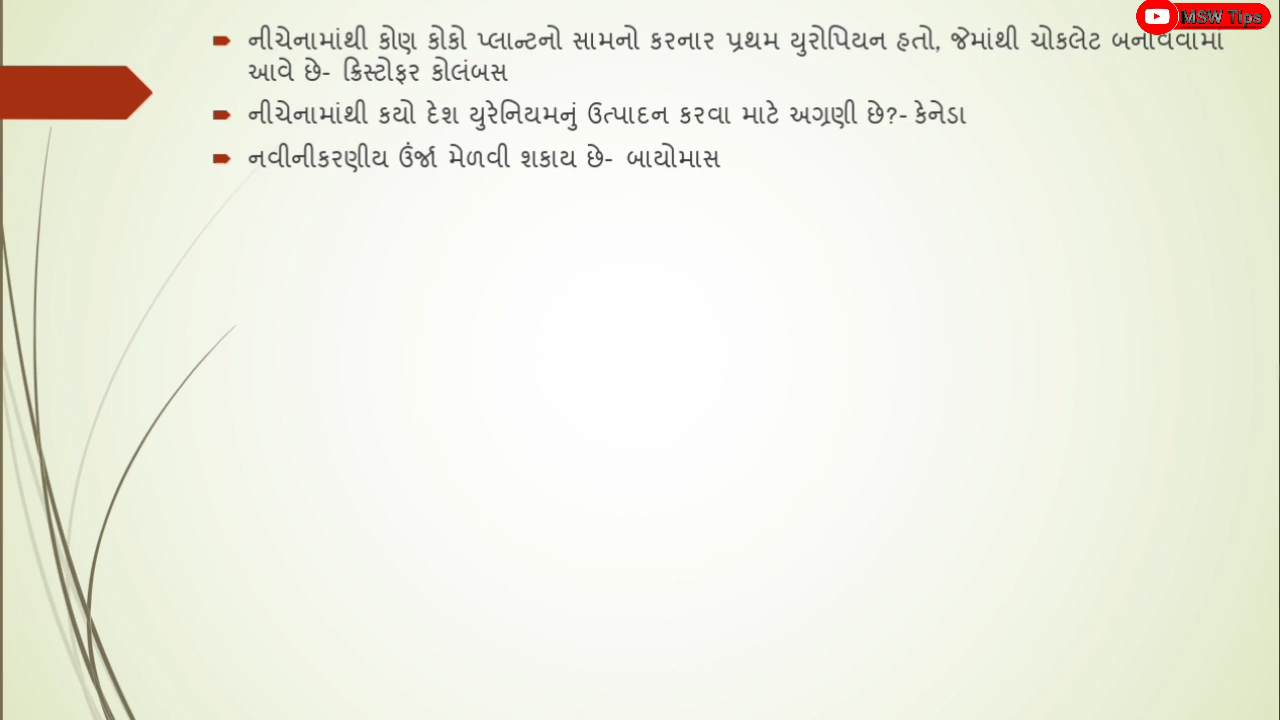 MSW Tips
નીચેનામાંથી કોણ કોકો પ્લાન્ટનો સામનો કરનાર પ્રથમ યુરોપિયન હતો, જેમાંથી ચોકલેટ બનાવવામાં
આવે છે- ક્રિસ્ટોફર કોલંબસ
નીચેનામાંથી કયો દેશ યુરેનિયમનું ઉત્પાદન કરવા માટે અગ્રણી છે?- કેનેડા
નવીનીકરણીય ઉર્જા મેળવી શકાય છે- બાયોમાસ